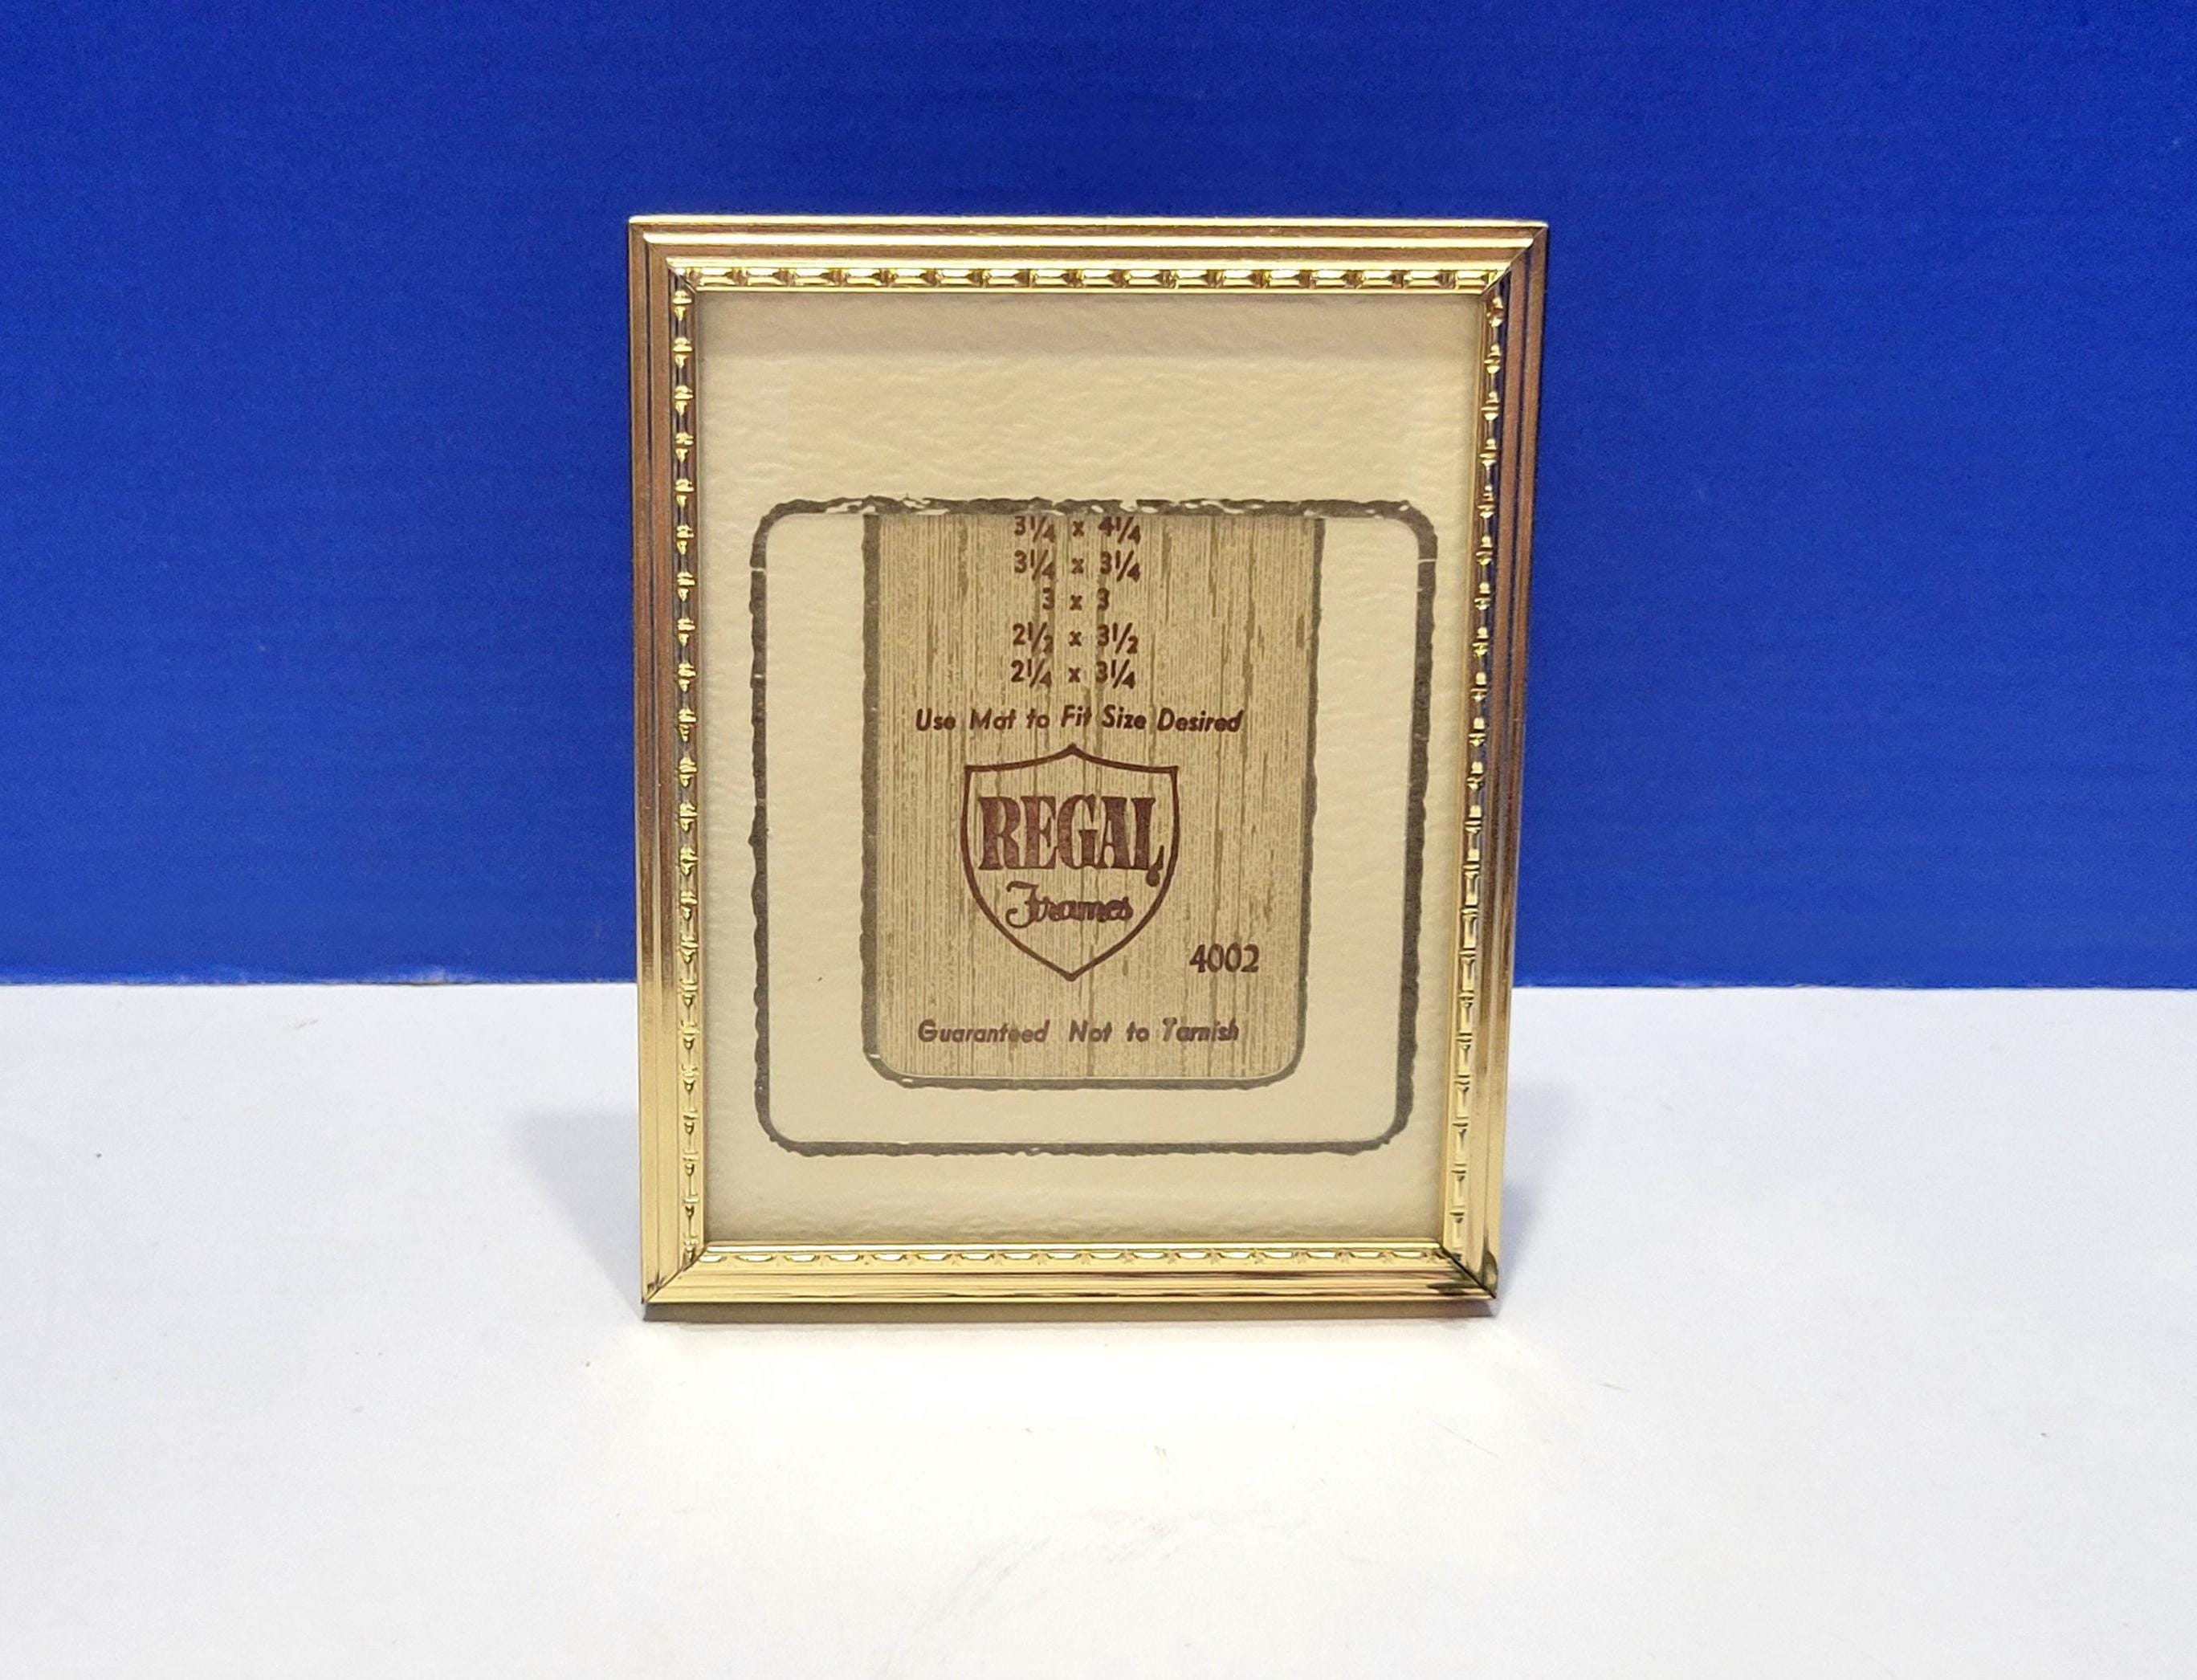 3¼ x 4¼
3¼ x 3¼
3 x 3
2½ x 3½
2¼ x 3¼
Use Mat to Fit Size Desired
REGAL
Frames
4002
Guaranteed Not to Tarnish